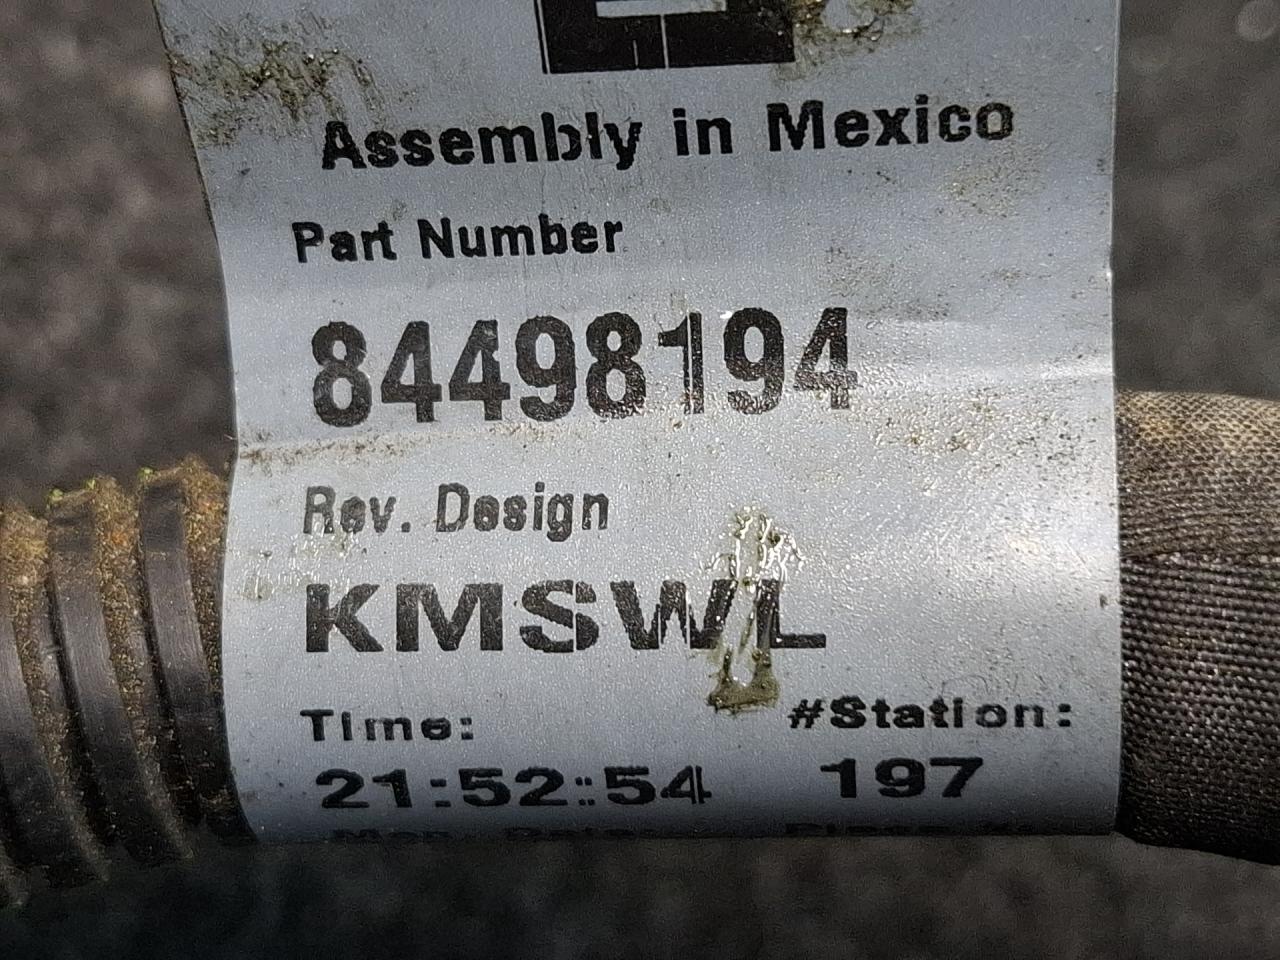 Assembly in Mexico
Part Number
84498194
Rev. Design
KMSWL
Time: #Station:
21:52:54 197